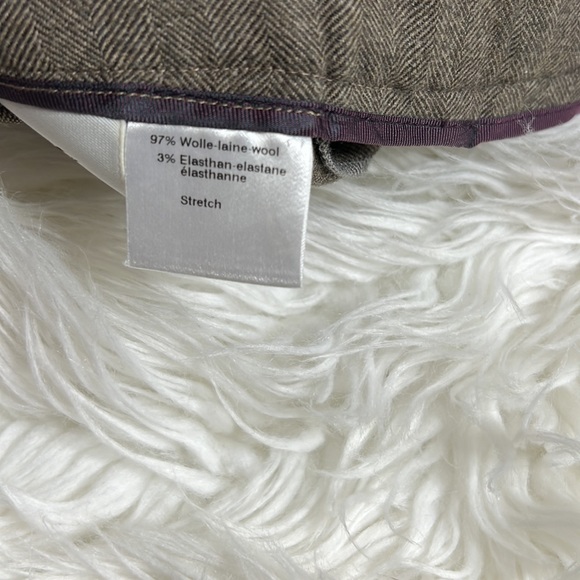 97% Wolle-laine-wool
3% Elasthan-elastane
élasthanne
Stretch